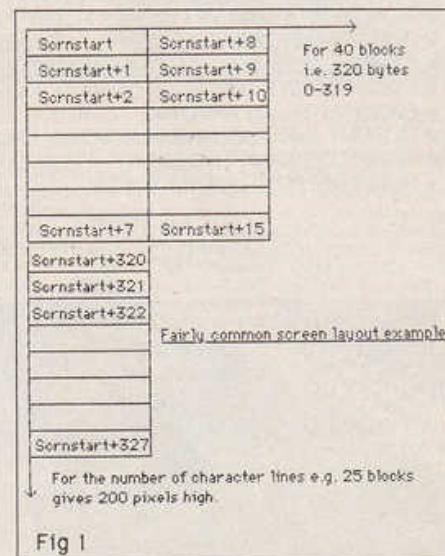 Scrnstart Scrnstart+8
Scrnstart+1 Scrnstart+9
Scrnstart+2 Scrnstart+10
Scrnstart+7 Scrnstart+15
For 40 blocks
i.e. 320 bytes
0-319
Scrnstart+320
Scrnstart+321
Scrnstart+322
Scrnstart+327
Fairly common screen layout example
For the number of character lines e.g. 25 blocks
gives 200 pixels high.
Fig 1